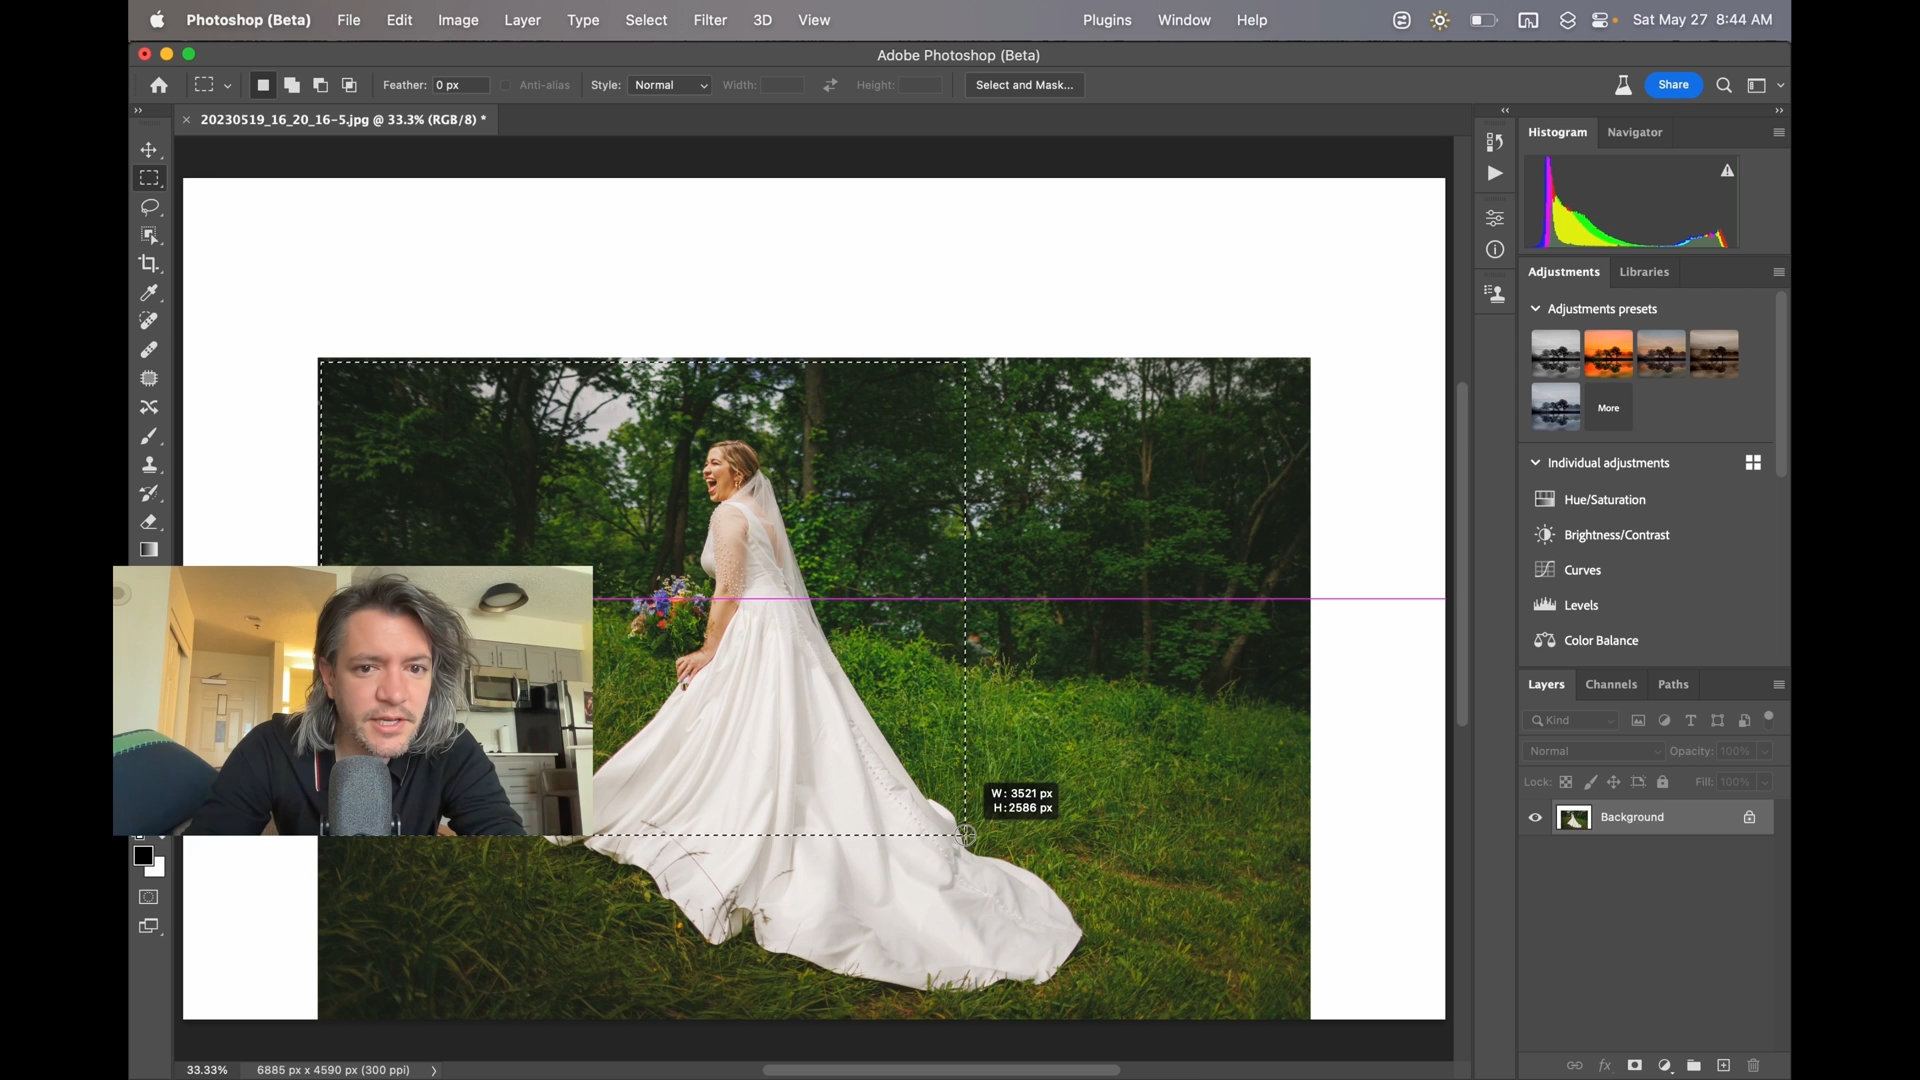 Photoshop (Beta) File Edit Image Layer Type Select Filter 3D View Plugins Window Help Sat May 27 8:44 AM
Adobe Photoshop (Beta)
Feather: 0 px Anti-alias Style: Normal Width: Height: Select and Mask... Share
20230519_16_20_16-5.jpg @ 33.3% (RGB/8) *
Histogram Navigator
Adjustments Libraries
Adjustments presets
More
Individual adjustments
Hue/Saturation
Brightness/Contrast
Curves
Levels
Color Balance
Layers Channels Paths
Kind
Normal Opacity: 100%
Lock: Fill: 100%
W: 3521 px
H: 2586 px
Background
fx
33.33% 6885 px x 4590 px (300 ppi)